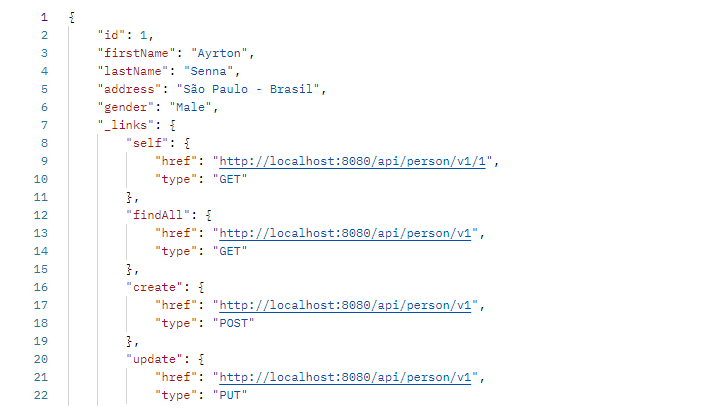 1 {
2 "id": 1,
3 "firstName": "Ayrton",
4 "lastName": "Senna",
5 "address": "São Paulo - Brasil",
6 "gender": "Male",
7 "_links": {
8 "self": {
9 "href": "http://localhost:8080/api/person/v1/1",
10 "type": "GET"
11 },
12 "findAll": {
13 "href": "http://localhost:8080/api/person/v1",
14 "type": "GET"
15 },
16 "create": {
17 "href": "http://localhost:8080/api/person/v1",
18 "type": "POST"
19 },
20 "update": {
21 "href": "http://localhost:8080/api/person/v1",
22 "type": "PUT"